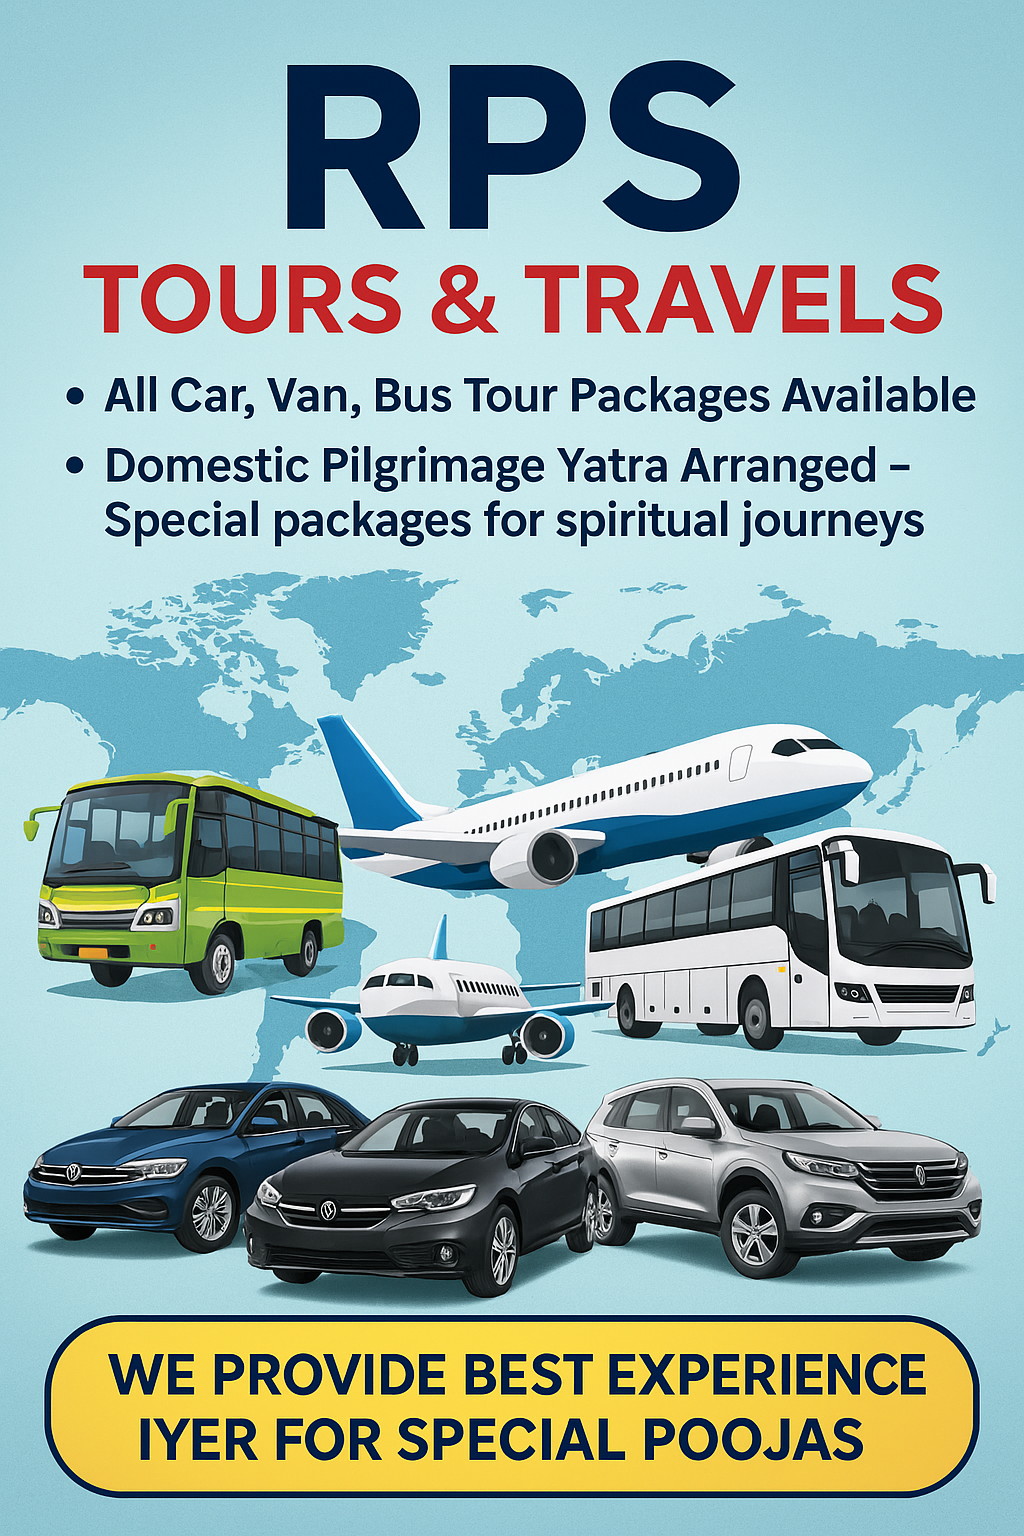 RPS
TOURS & TRAVELS
• All Car, Van, Bus Tour Packages Available
• Domestic Pilgrimage Yatra Arranged –
Special packages for spiritual journeys
WE PROVIDE BEST EXPERIENCE
IYER FOR SPECIAL POOJAS